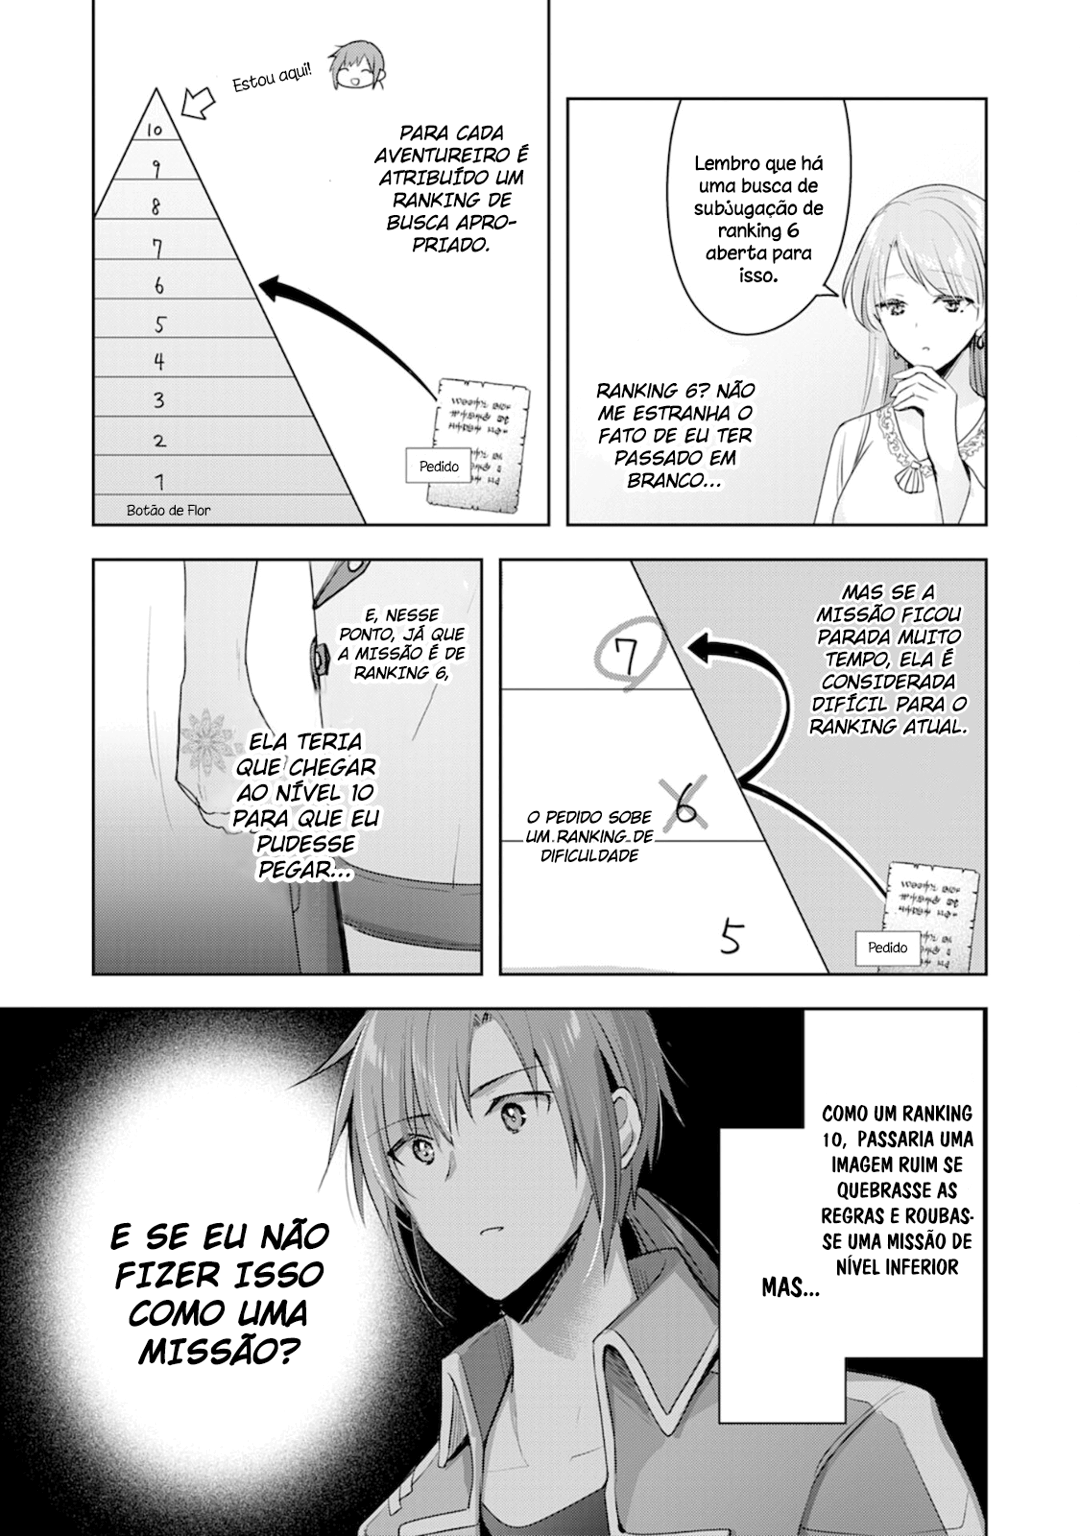 Lembro que há
uma busca de
subjugação de
ranking 6
aberta para
isso.
RANKING 6? NÃO
ME ESTRANHA O
FATO DE EU TER
PASSADO EM
BRANCO...
Estou aqui!
PARA CADA
AVENTUREIRO É
ATRIBUÍDO UM
RANKING DE
BUSCA APRO-
PRIADO.
10
9
8
7
6
5
4
3
2
1
Botão de Flor
Pedido
MAS SE A
MISSÃO FICOU
PARADA MUITO
TEMPO, ELA É
CONSIDERADA
DIFÍCIL PARA O
RANKING ATUAL.
7
6
5
O PEDIDO SOBE
UM RANKING DE
DIFICULDADE
Pedido
E, NESSE
PONTO, JÁ QUE
A MISSÃO É DE
RANKING 6,
ELA TERIA
QUE CHEGAR
AO NÍVEL 10
PARA QUE EU
PUDESSE
PEGAR...
COMO UM RANKING
10, PASSARIA UMA
IMAGEM RUIM SE
QUEBRASSE AS
REGRAS E ROUBAS-
SE UMA MISSÃO DE
NÍVEL INFERIOR
MAS...
E SE EU NÃO
FIZER ISSO
COMO UMA
MISSÃO?